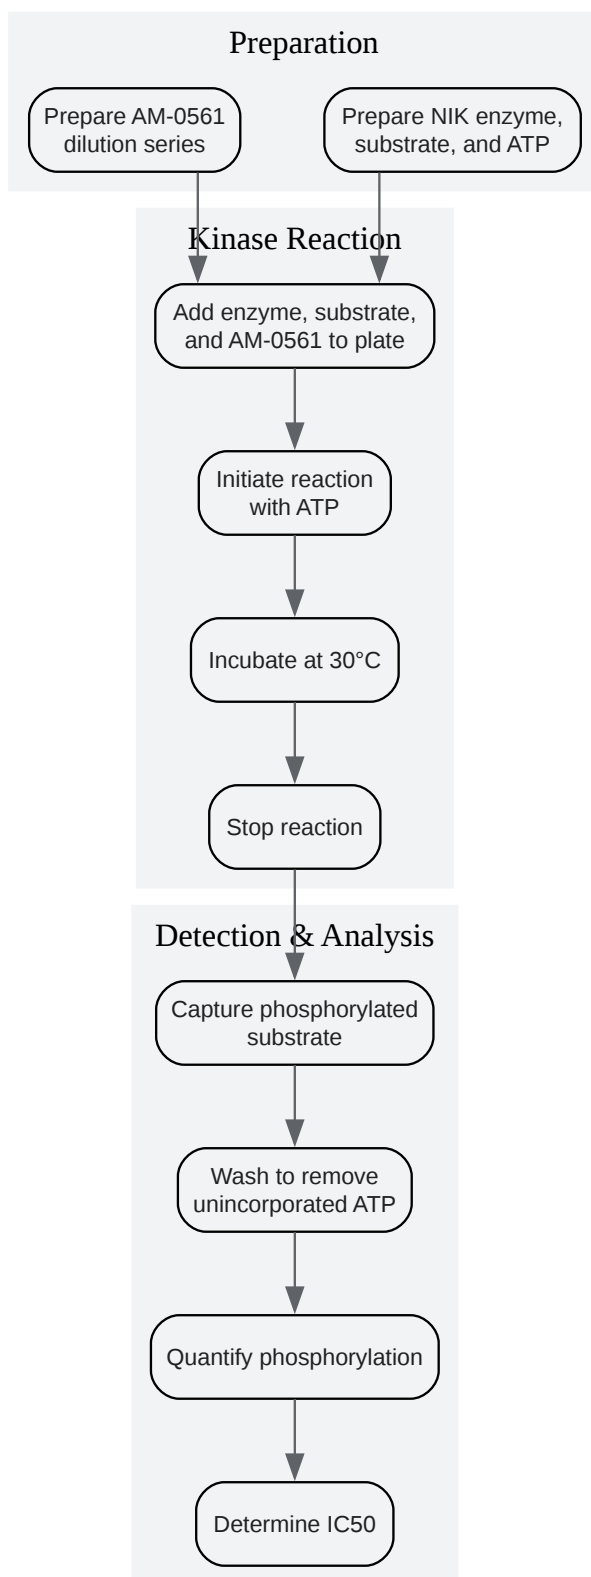 Preparation
Prepare AM-0561
dilution series
Prepare NIK enzyme,
substrate, and ATP
Kinase Reaction
Add enzyme, substrate,
and AM-0561 to plate
Initiate reaction
with ATP
Incubate at 30°C
Stop reaction
Detection & Analysis
Capture phosphorylated
substrate
Wash to remove
unincorporated ATP
Quantify phosphorylation
Determine IC50